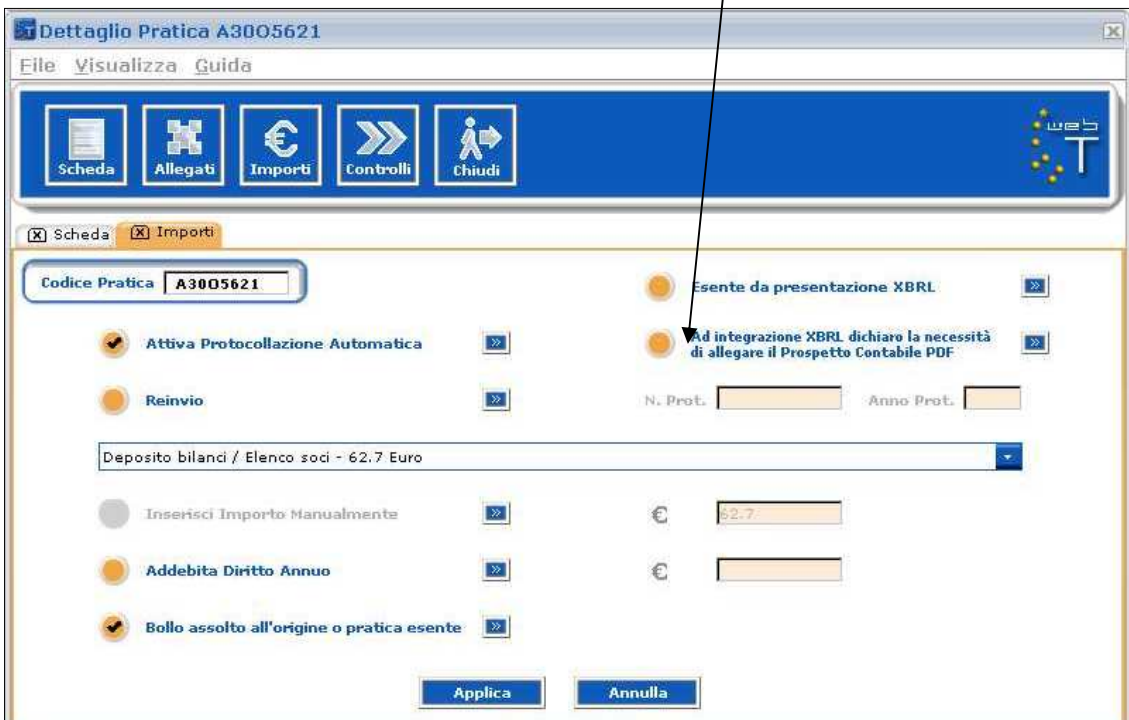 Dettaglio Pratica A30O5621
File Visualizza Guida
Scheda Allegati Importi Controlli Chiudi
web T
Scheda Importi
Codice Pratica A30O5621
Esente da presentazione XBRL
Attiva Protocollazione Automatica
Ad integrazione XBRL dichiaro la necessità
di allegare il Prospetto Contabile PDF
Reinvio
N. Prot. Anno Prot.
Deposito bilanci / Elenco soci - 62.7 Euro
Inserisci Importo Manualmente € 62.7
Addebita Diritto Annuo €
Bollo assolto all'origine o pratica esente
Applica Annulla